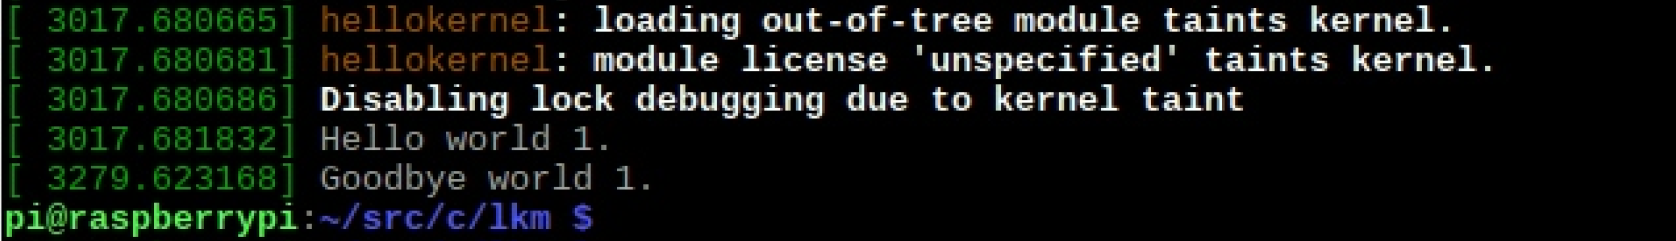 [ 3017.680665] hellokernel: loading out-of-tree module taints kernel.
[ 3017.680681] hellokernel: module license 'unspecified' taints kernel.
[ 3017.680686] Disabling lock debugging due to kernel taint
[ 3017.681832] Hello world 1.
[ 3279.623168] Goodbye world 1.
pi@raspberrypi:~/src/c/lkm $